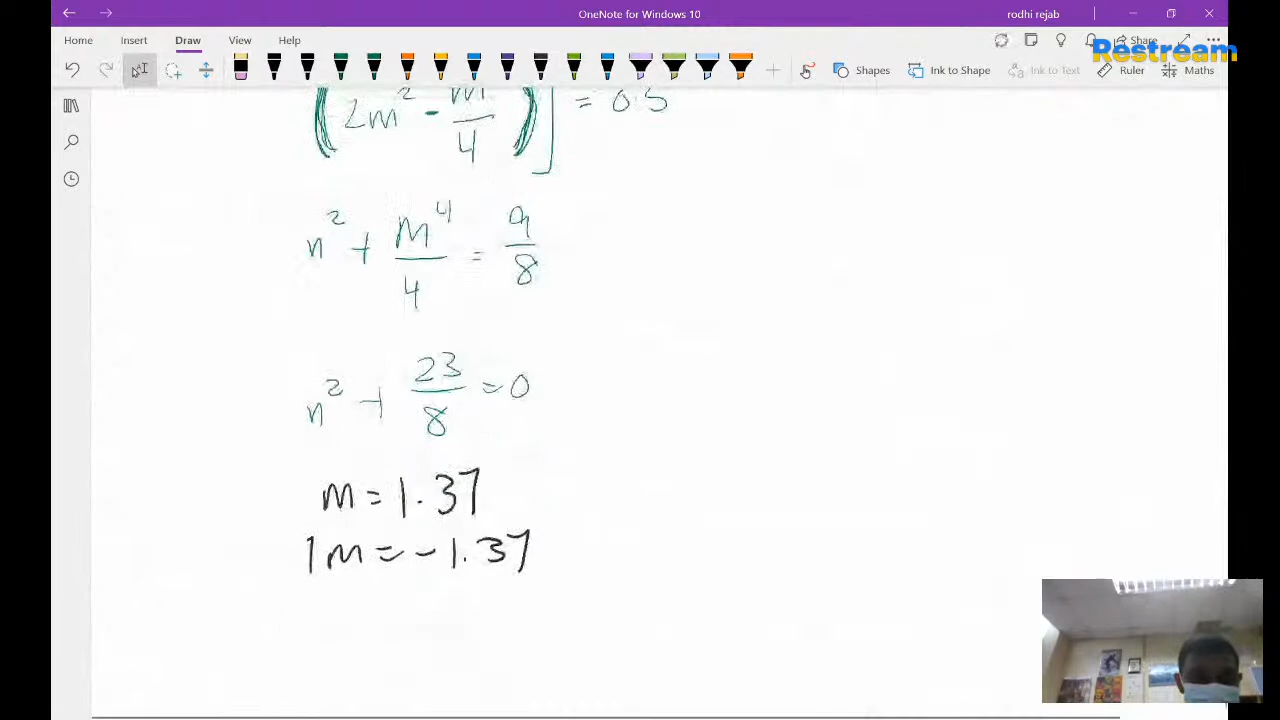 OneNote for Windows 10
rodhi rejab
Home Insert Draw View Help
Share
Restream
Shapes Ink to Shape Ink to Text Ruler Maths
2m² - m⁴/4 = 0.5
n² + m⁴/4 = 9/8
n² + 23/8 = 0
m = 1.37
1m = -1.37